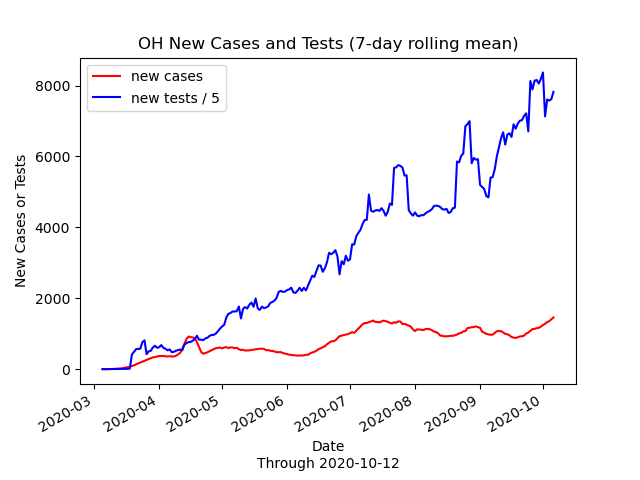 OH New Cases and Tests (7-day rolling mean)
new cases
new tests / 5
New Cases or Tests
8000
6000
4000
2000
0
2020-03
2020-04
2020-05
2020-06
2020-07
2020-08
2020-09
2020-10
Date
Through 2020-10-12